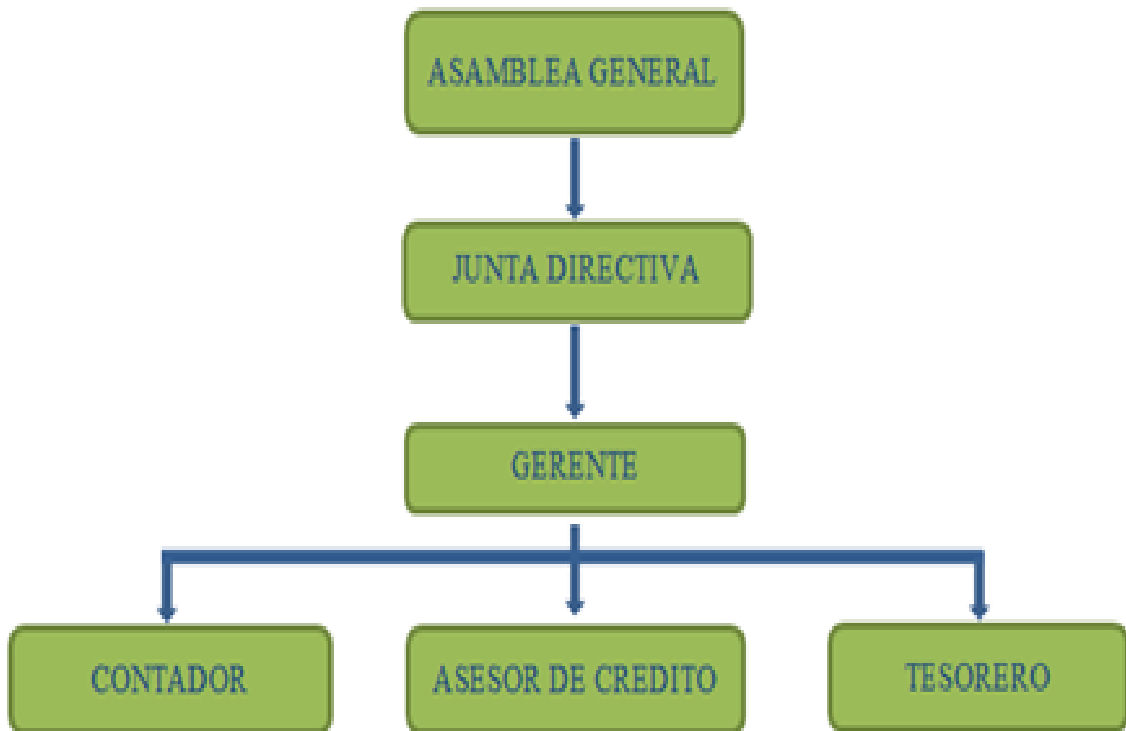 ASAMBLEA GENERAL
JUNTA DIRECTIVA
GERENTE
CONTADOR
ASESOR DE CREDITO
TESORERO